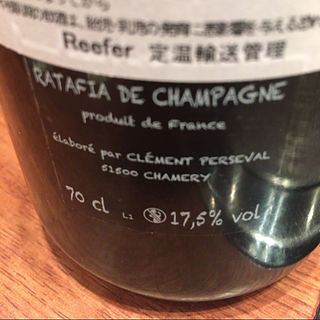 Reefer 定温輸送管理
RATAFIA DE CHAMPAGNE
produit de France
élaboré par CLÉMENT PERSEVAL
51500 CHAMERY
70 cl L1 17,5% vol